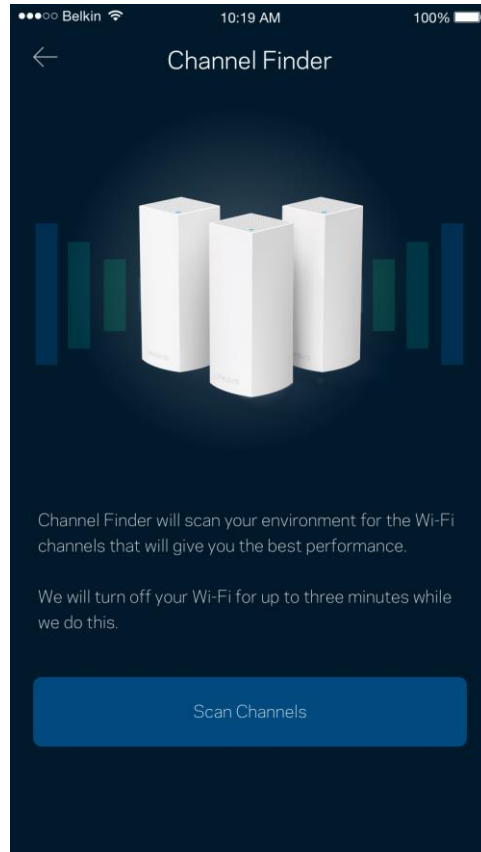 ●●●○○ Belkin 10:19 AM 100%
Channel Finder
Channel Finder will scan your environment for the Wi-Fi
channels that will give you the best performance.
We will turn off your Wi-Fi for up to three minutes while
we do this.
Scan Channels